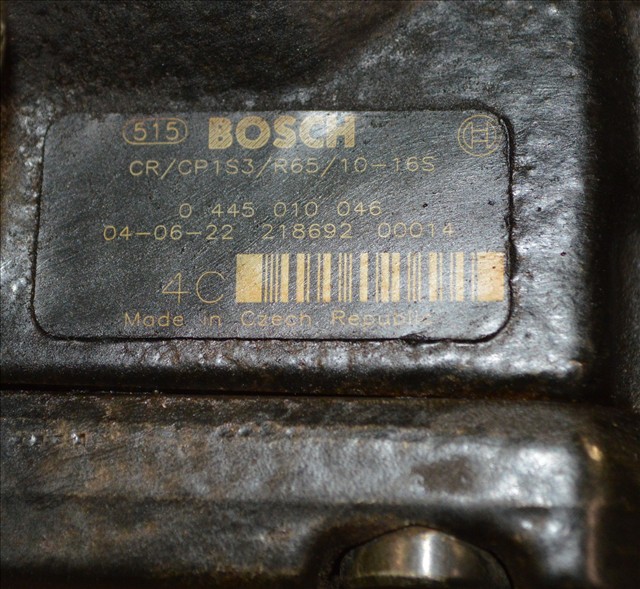 515 BOSCH
CR/CP1S3/R65/10-16S
0 445 010 046
04-06-22 218692 00014
4C
Made in Czech Republic